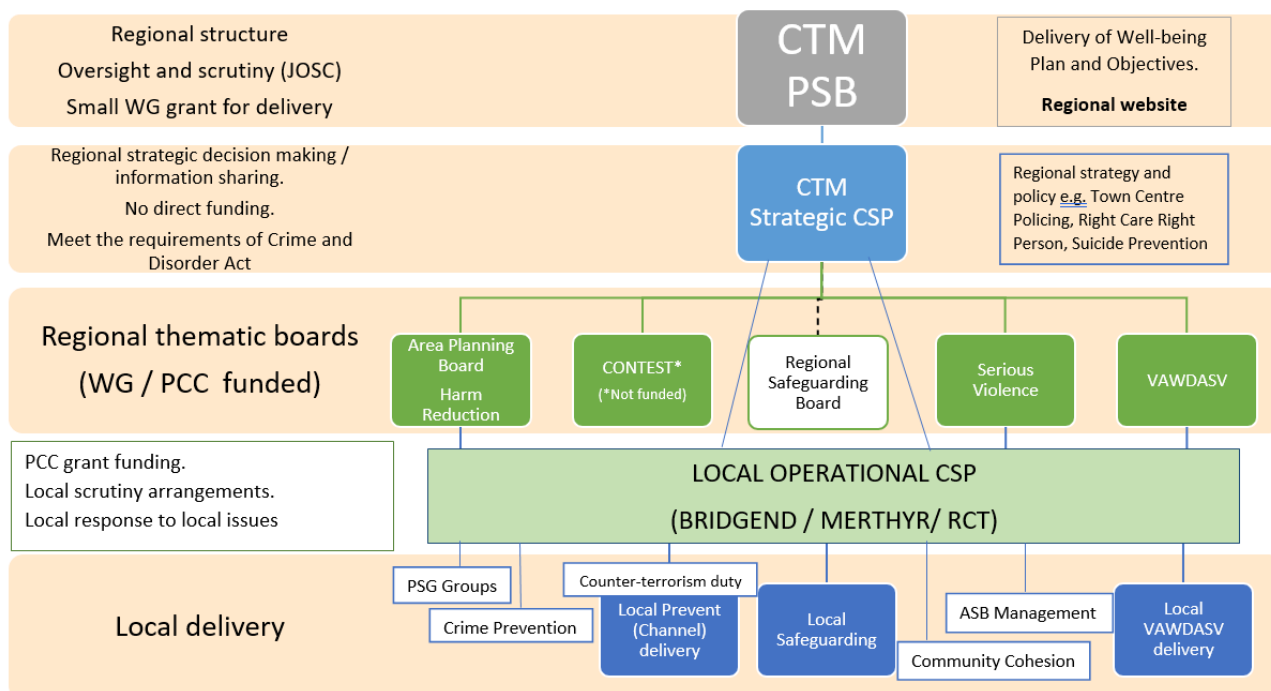 Regional structure
Oversight and scrutiny (JOSC)
Small WG grant for delivery
CTM
PSB
Delivery of Well-being
Plan and Objectives.
Regional website
Regional strategic decision making /
information sharing.
No direct funding.
Meet the requirements of Crime and
Disorder Act
CTM
Strategic CSP
Regional strategy and
policy e.g. Town Centre
Policing, Right Care Right
Person, Suicide Prevention
Regional thematic boards
(WG / PCC  funded)
Area Planning
Board
Harm
Reduction
CONTEST*
(*Not funded)
Regional
Safeguarding
Board
Serious
Violence
VAWDASV
PCC grant funding.
Local scrutiny arrangements.
Local response to local issues
LOCAL OPERATIONAL CSP
(BRIDGEND / MERTHYR/ RCT)
Local delivery
PSG Groups
Crime Prevention
Counter-terrorism duty
Local Prevent
(Channel)
delivery
Local
Safeguarding
Community Cohesion
ASB Management
Local
VAWDASV
delivery